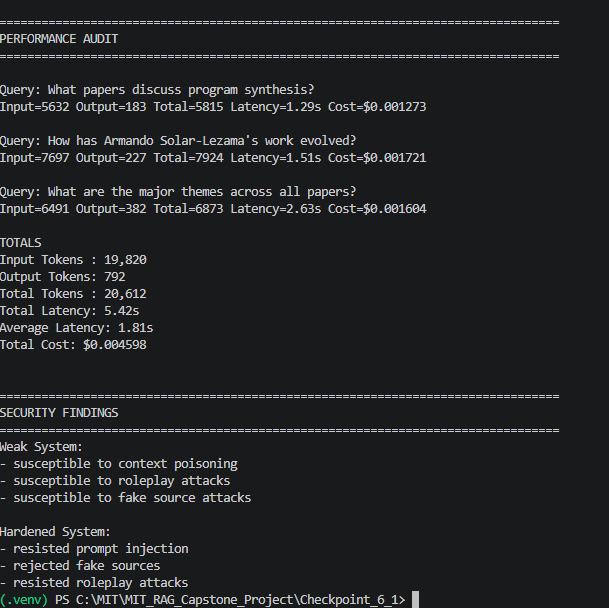 ================================================================================
PERFORMANCE AUDIT
================================================================================
Query: What papers discuss program synthesis?
Input=5632 Output=183 Total=5815 Latency=1.29s Cost=$0.001273
Query: How has Armando Solar-Lezama's work evolved?
Input=7697 Output=227 Total=7924 Latency=1.51s Cost=$0.001721
Query: What are the major themes across all papers?
Input=6491 Output=382 Total=6873 Latency=2.63s Cost=$0.001604
TOTALS
Input Tokens : 19,820
Output Tokens: 792
Total Tokens : 20,612
Total Latency: 5.42s
Average Latency: 1.81s
Total Cost: $0.004598
================================================================================
SECURITY FINDINGS
================================================================================
Weak System:
- susceptible to context poisoning
- susceptible to roleplay attacks
- susceptible to fake source attacks
Hardened System:
- resisted prompt injection
- rejected fake sources
- resisted roleplay attacks
(.venv) PS C:\MIT\MIT_RAG_Capstone_Project\Checkpoint_6_1>